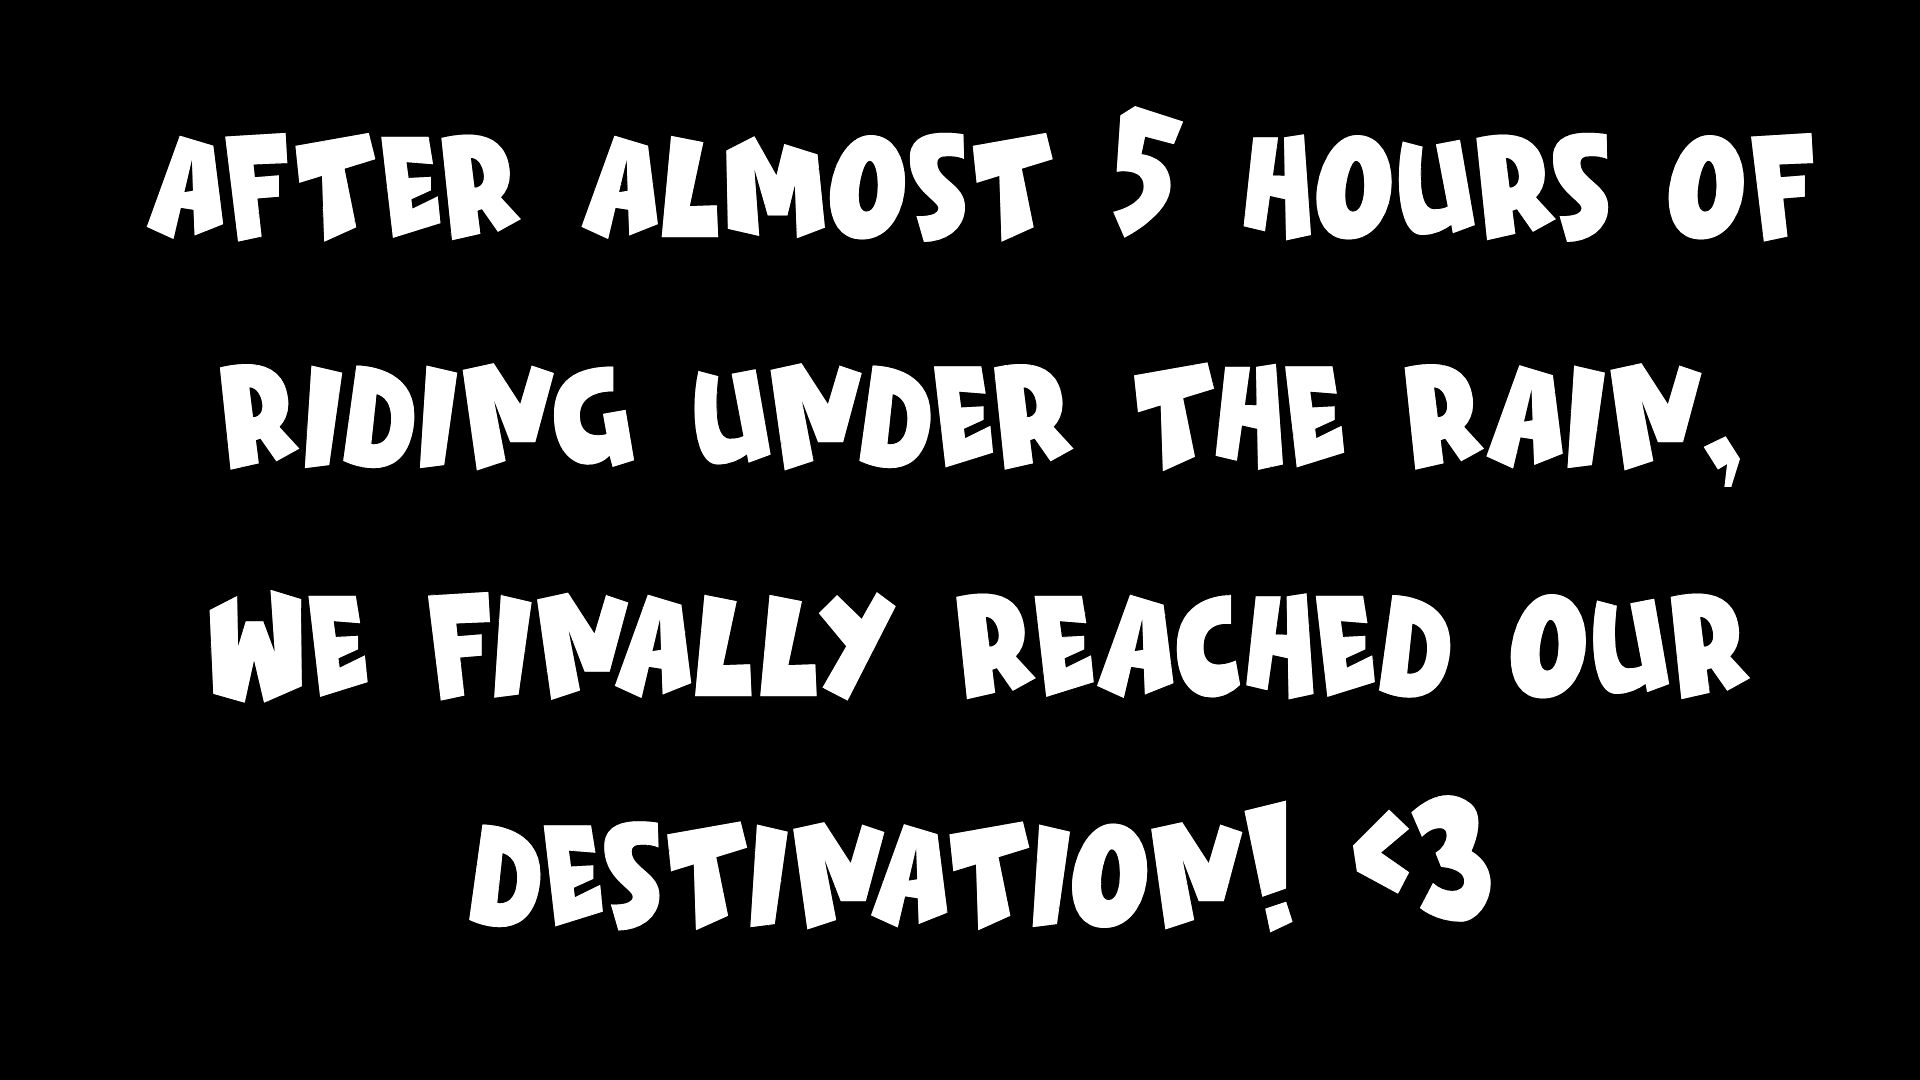 AFTER ALMOST 5 HOURS OF
RIDING UNDER THE RAIN,
WE FINALLY REACHED OUR
DESTINATION! <3